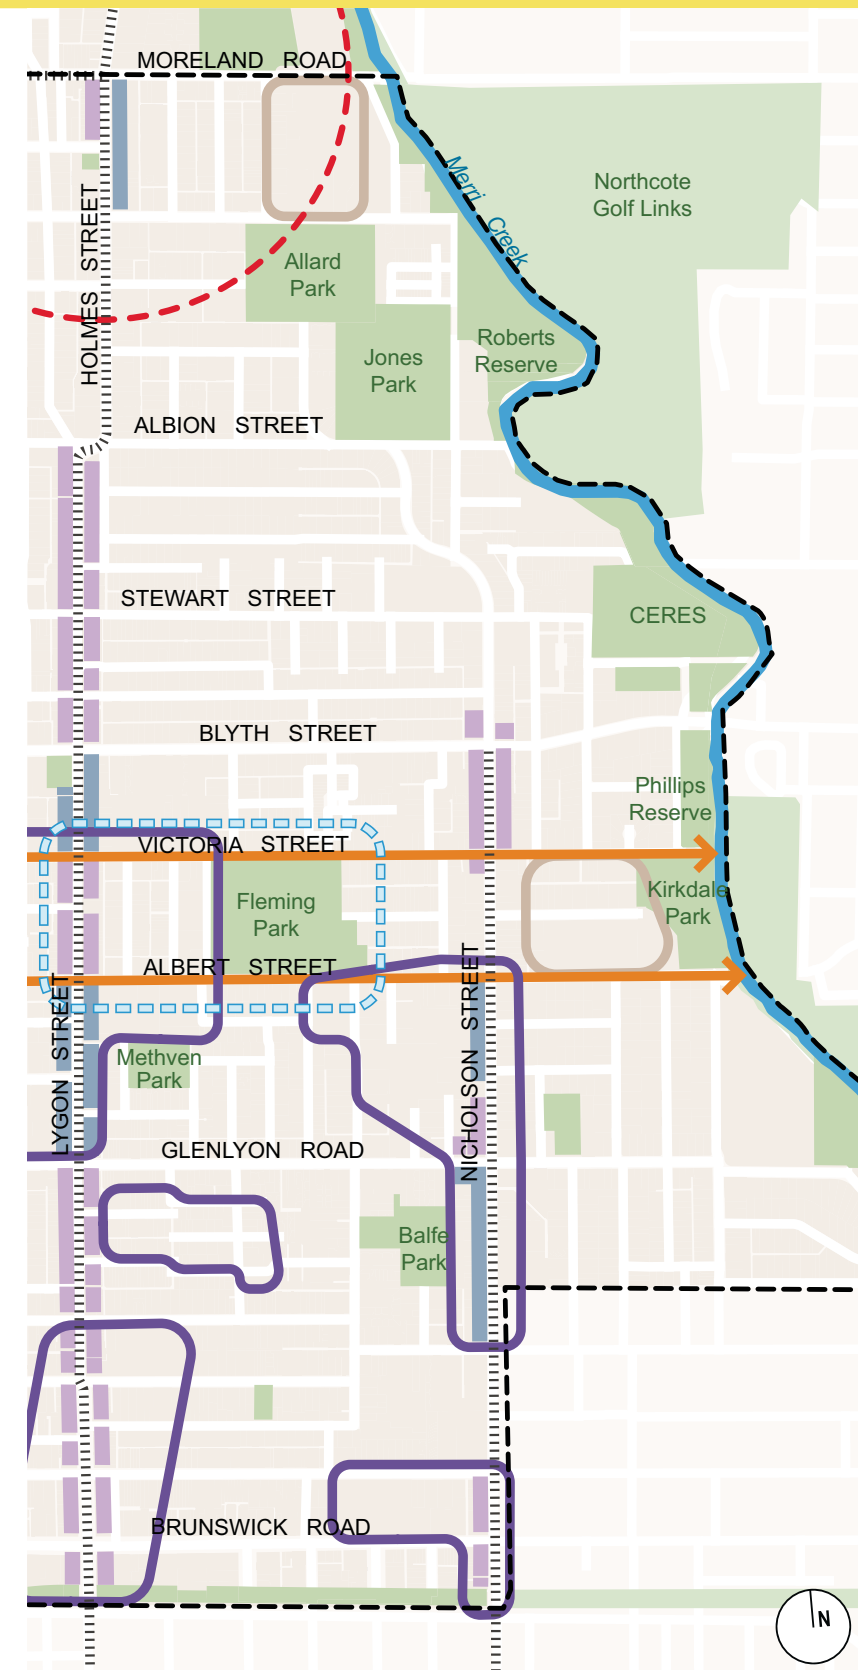 MORELAND ROAD
Merri Creek
Northcote
Golf Links
HOLMES STREET
Allard
Park
Roberts
Reserve
Jones
Park
ALBION STREET
STEWART STREET
CERES
BLYTH STREET
Phillips
Reserve
VICTORIA STREET
Fleming
Park
Kirkdale
Park
ALBERT STREET
LYGON STREET
NICHOLSON STREET
Methven
Park
GLENLYON ROAD
Balfe
Park
BRUNSWICK ROAD
N